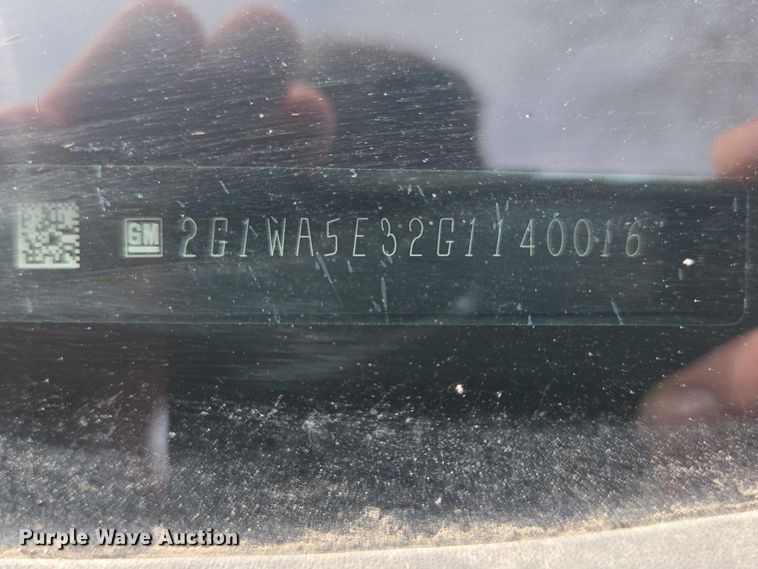 GM 2G1WA5E32G1140016
Purple Wave Auction